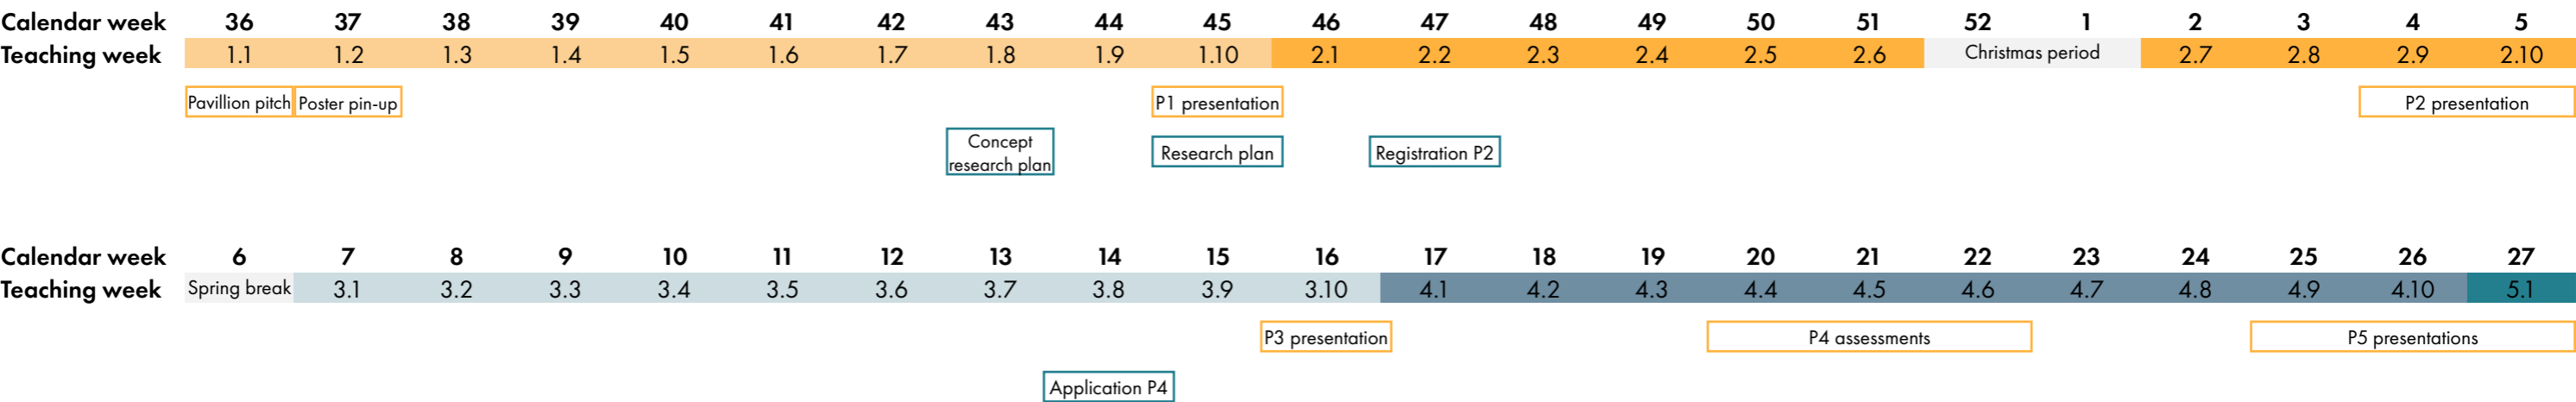 Calendar week 36 37 38 39 40 41 42 43 44 45 46 47 48 49 50 51 52 1 2 3 4 5
Teaching week 1.1 1.2 1.3 1.4 1.5 1.6 1.7 1.8 1.9 1.10 2.1 2.2 2.3 2.4 2.5 2.6 Christmas period 2.7 2.8 2.9 2.10
Pavillion pitch Poster pin-up P1 presentation P2 presentation
Concept
research plan
Research plan Registration P2
Calendar week 6 7 8 9 10 11 12 13 14 15 16 17 18 19 20 21 22 23 24 25 26 27
Teaching week Spring break 3.1 3.2 3.3 3.4 3.5 3.6 3.7 3.8 3.9 3.10 4.1 4.2 4.3 4.4 4.5 4.6 4.7 4.8 4.9 4.10 5.1
P3 presentation P4 assessments P5 presentations
Application P4